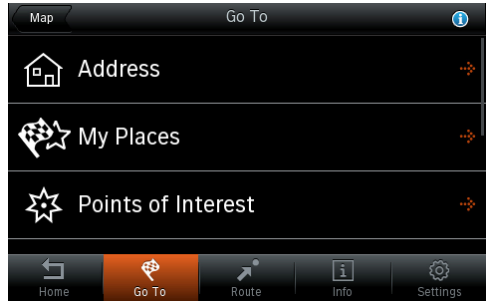 Map
Go To
Address
My Places
Points of Interest
Home
Go To
Route
Info
Settings